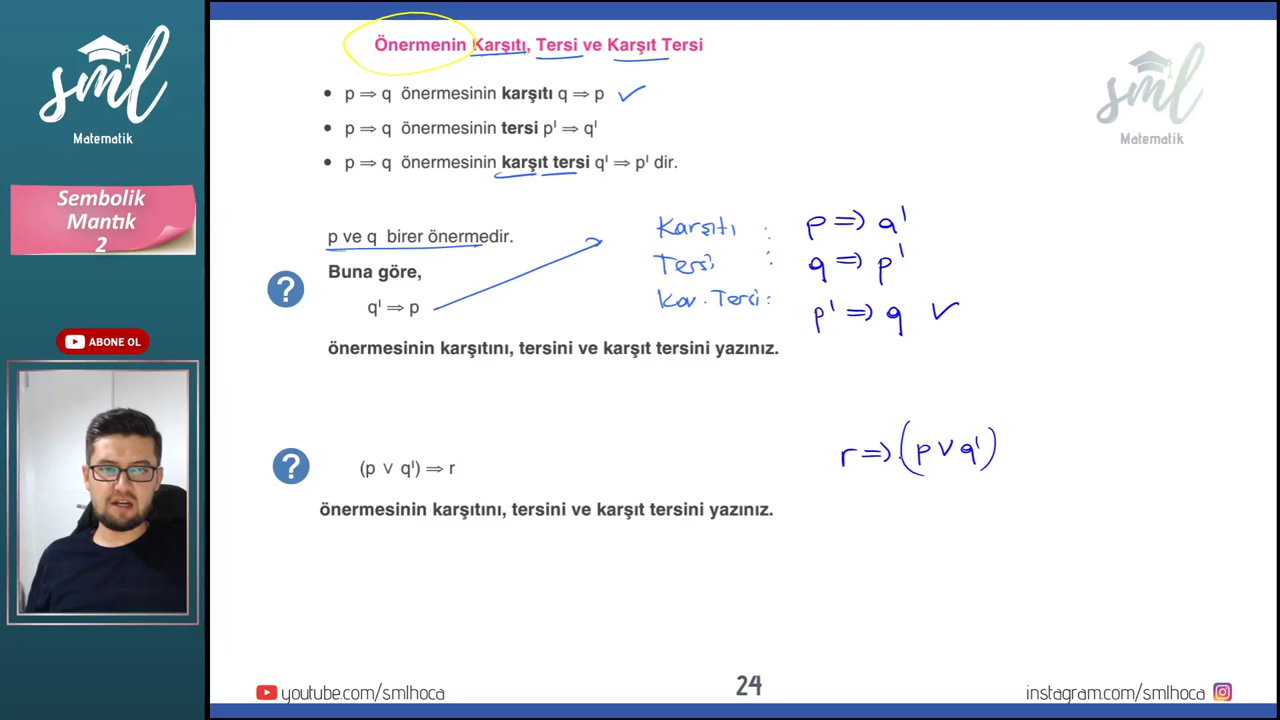 Önermenin Karşıtı, Tersi ve Karşıt Tersi
sml
Matematik
sml
Matematik
• p ⇒ q önermesinin karşıtı q ⇒ p ✓
• p ⇒ q önermesinin tersi p' ⇒ q'
• p ⇒ q önermesinin karşıt tersi q' ⇒ p' dir.
Sembolik
Mantık
2
p ve q birer önermedir.
Buna göre,
q' ⇒ p
Karşıtı : p ⇒ q'
Tersi : q ⇒ p'
Kar. Tersi : p' ⇒ q ✓
önermesinin karşıtını, tersini ve karşıt tersini yazınız.
ABONE OL
?
?
(p ∨ q') ⇒ r
r ⇒ (p ∨ q')
önermesinin karşıtını, tersini ve karşıt tersini yazınız.
youtube.com/smlhoca
24
instagram.com/smlhoca